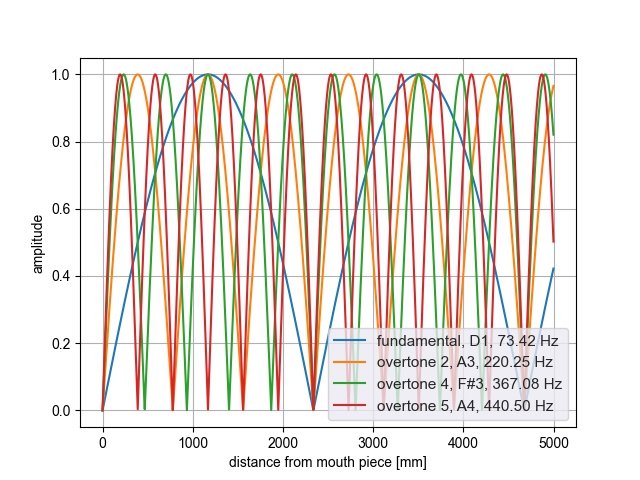 1.0
0.8
0.6
0.4
0.2
0.0
amplitude
fundamental, D1, 73.42 Hz
overtone 2, A3, 220.25 Hz
overtone 4, F#3, 367.08 Hz
overtone 5, A4, 440.50 Hz
0 1000 2000 3000 4000 5000
distance from mouth piece [mm]